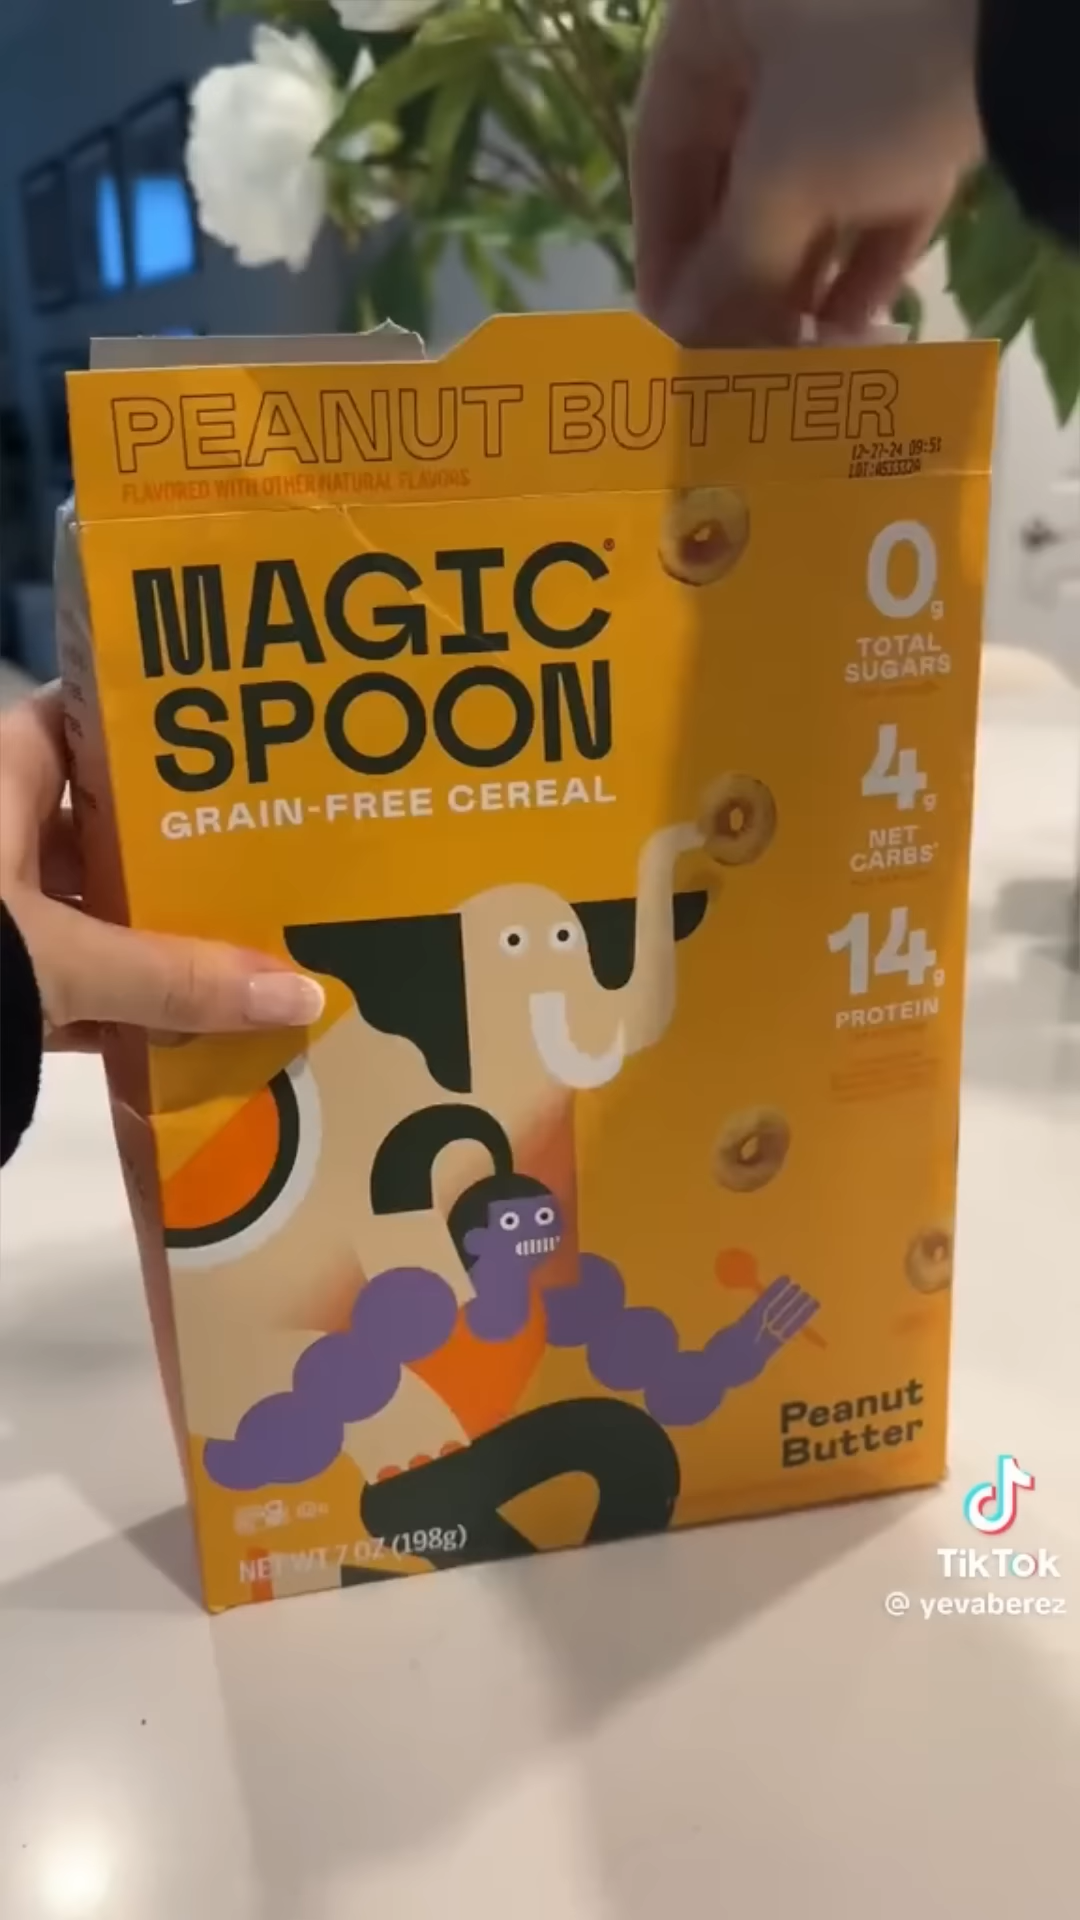 PEANUT BUTTER
FLAVORED WITH OTHER NATURAL FLAVORS
12-27-24 09:51
MAGIC
SPOON
®
GRAIN-FREE CEREAL
0g
TOTAL
SUGARS
4g
NET
CARBS*
14g
PROTEIN
Peanut
Butter
NET WT 7 OZ (198g)
TikTok
@ yevaberez